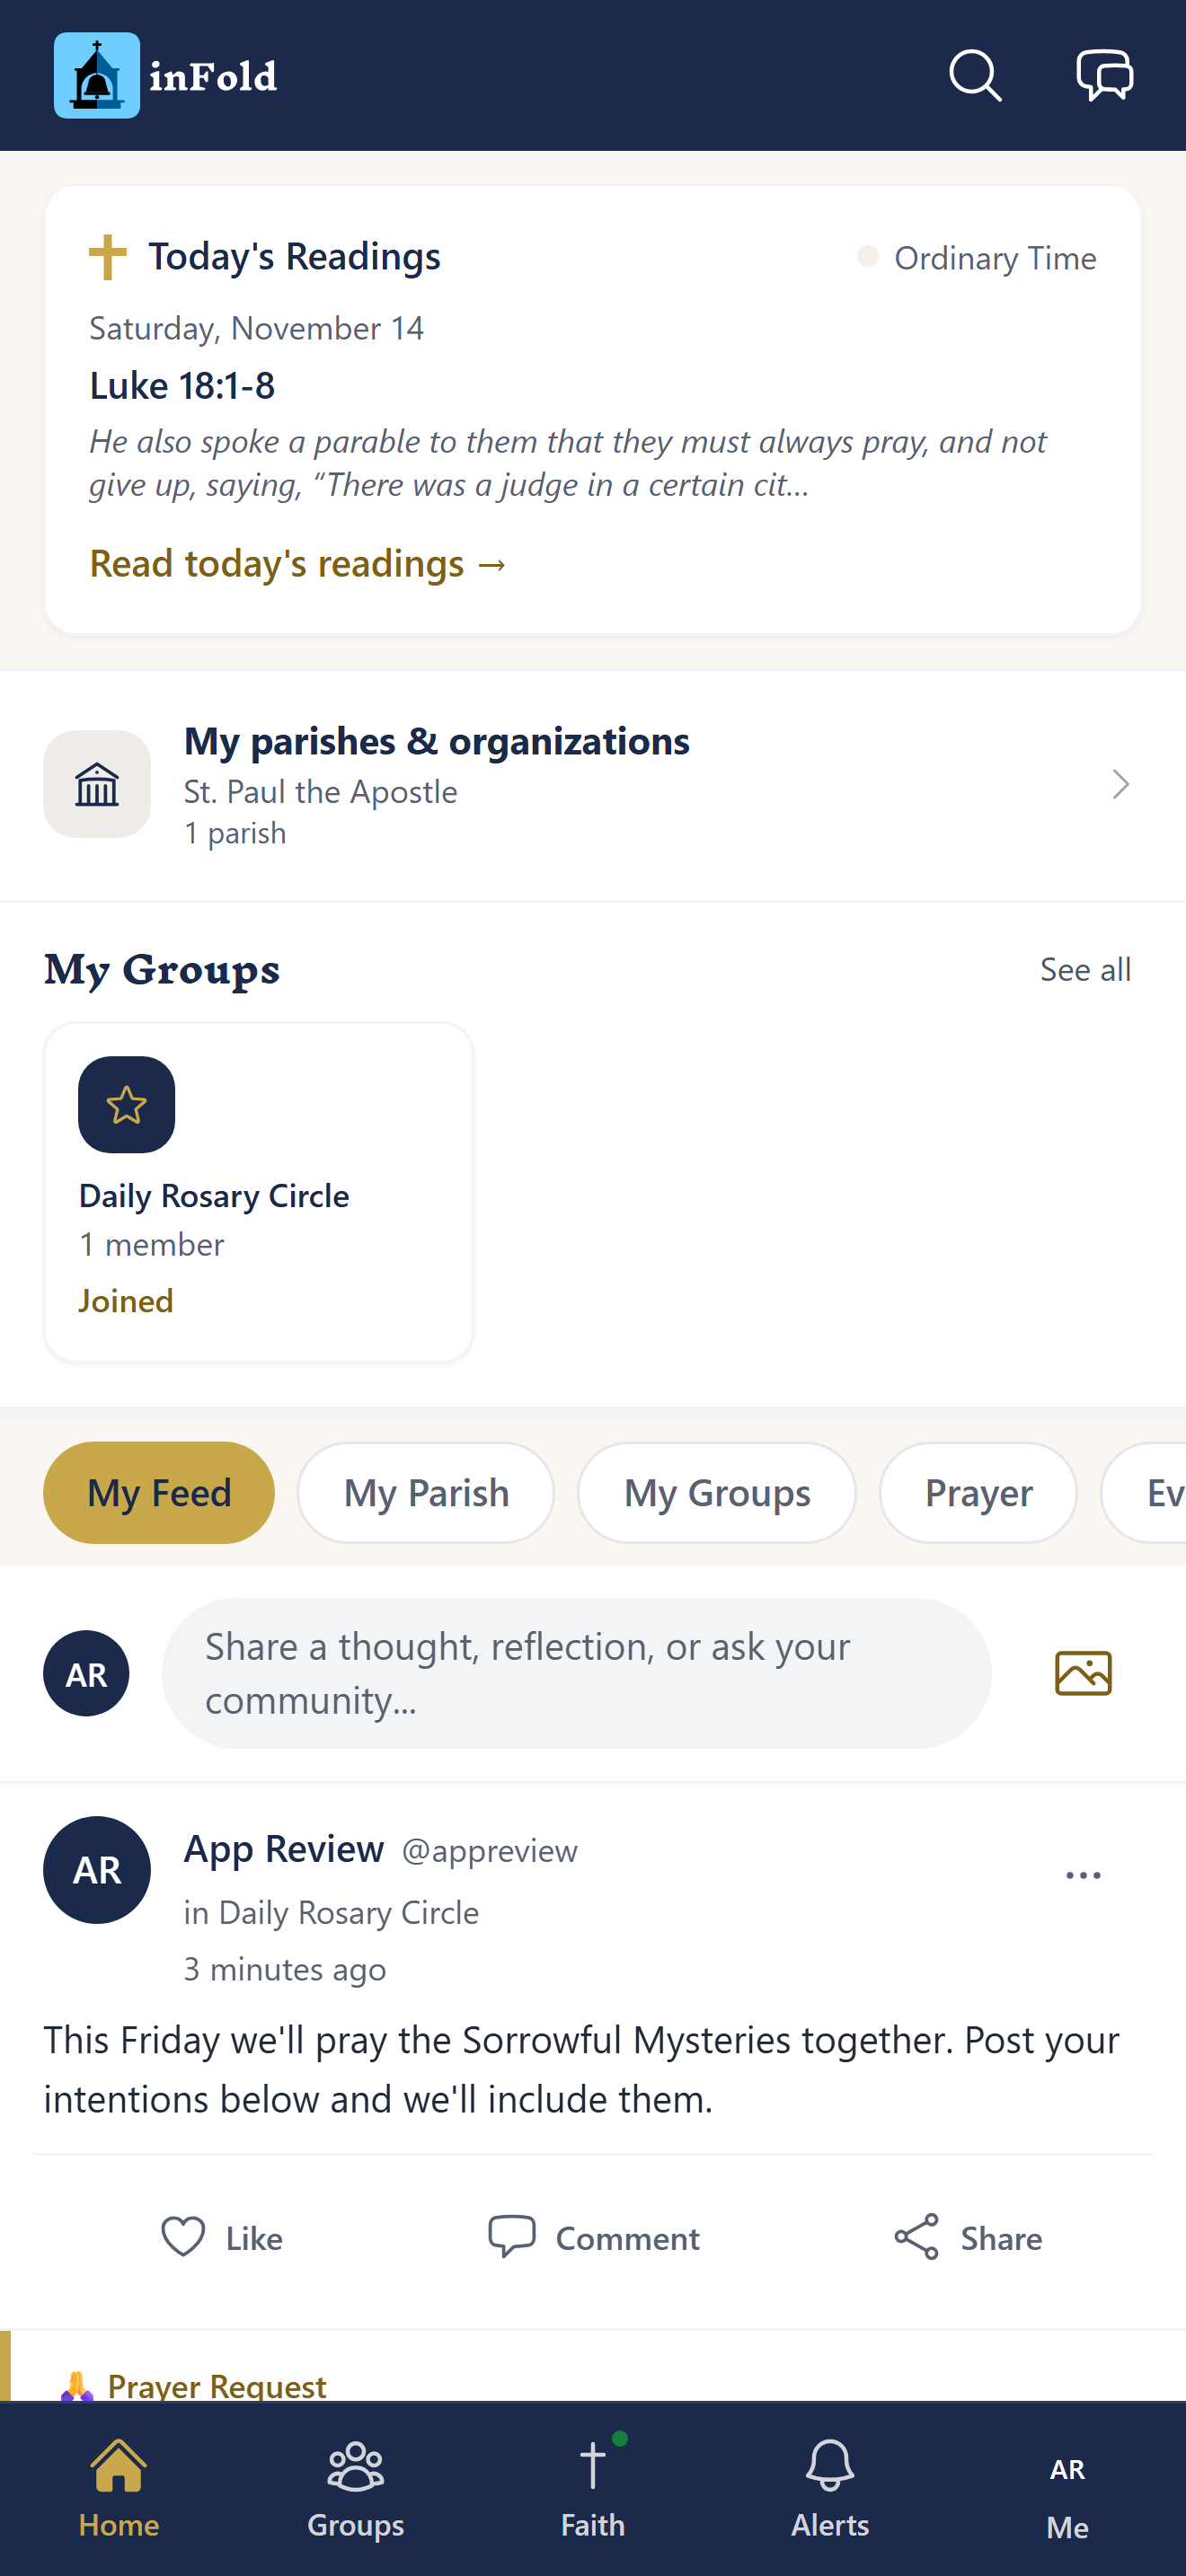 inFold
Today's Readings
Ordinary Time
Saturday, November 14
Luke 18:1-8
He also spoke a parable to them that they must always pray, and not
give up, saying, “There was a judge in a certain cit...
Read today's readings →
My parishes & organizations
St. Paul the Apostle
1 parish
My Groups
See all
Daily Rosary Circle
1 member
Joined
My Feed
My Parish
My Groups
Prayer
Ev
AR
Share a thought, reflection, or ask your
community...
AR
App Review @appreview
in Daily Rosary Circle
3 minutes ago
This Friday we'll pray the Sorrowful Mysteries together. Post your
intentions below and we'll include them.
Like
Comment
Share
🙏 Prayer Request
Home
Groups
Faith
Alerts
AR
Me